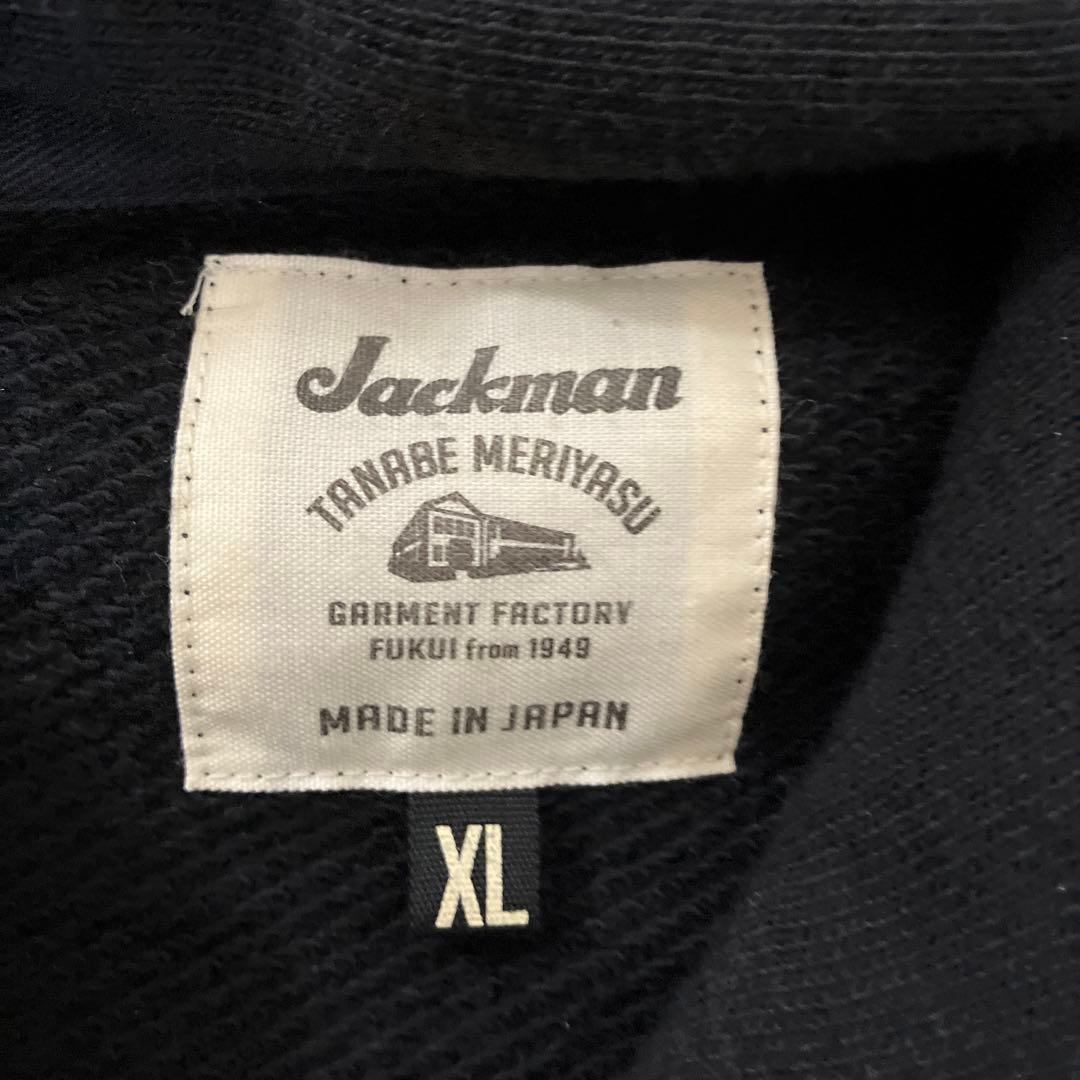 Jackman
TANABE MERIYASU
GARMENT FACTORY
FUKUI from 1949
MADE IN JAPAN
XL